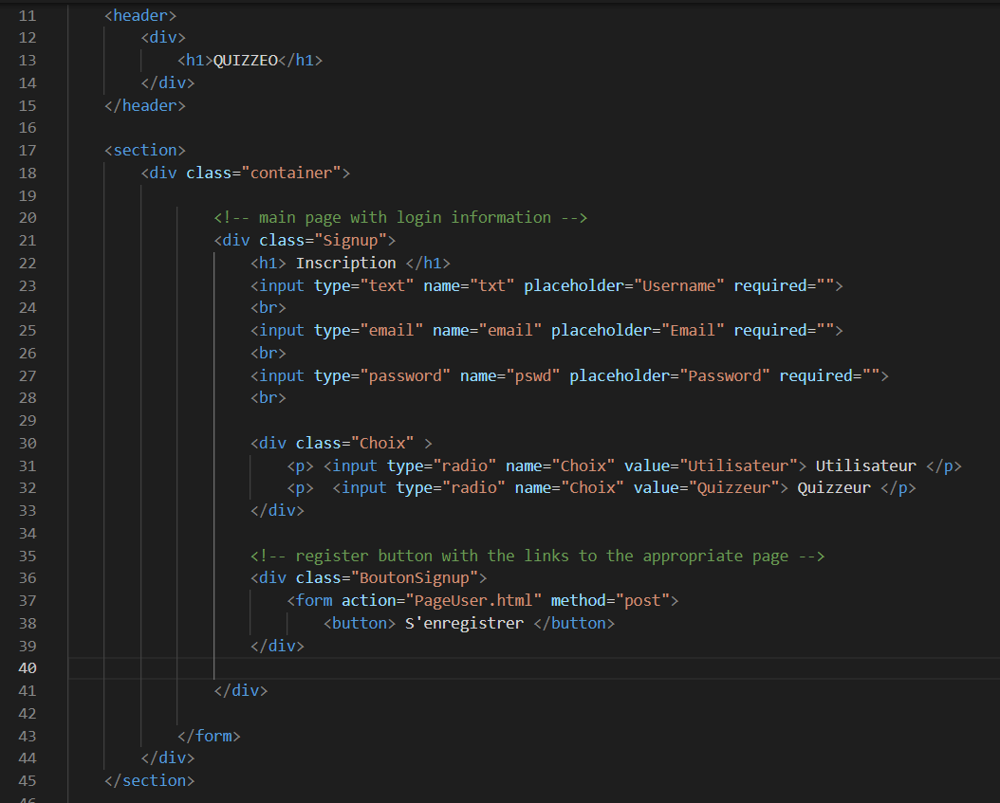 11 <header>
12 <div>
13 <h1>QUIZZEO</h1>
14 </div>
15 </header>
16
17 <section>
18 <div class="container">
19
20 <!-- main page with login information -->
21 <div class="Signup">
22 <h1> Inscription </h1>
23 <input type="text" name="txt" placeholder="Username" required="">
24 <br>
25 <input type="email" name="email" placeholder="Email" required="">
26 <br>
27 <input type="password" name="pswd" placeholder="Password" required="">
28 <br>
29
30 <div class="Choix" >
31 <p> <input type="radio" name="Choix" value="Utilisateur"> Utilisateur </p>
32 <p>  <input type="radio" name="Choix" value="Quizzeur"> Quizzeur </p>
33 </div>
34
35 <!-- register button with the links to the appropriate page -->
36 <div class="BoutonSignup">
37 <form action="PageUser.html" method="post">
38 <button> S'enregistrer </button>
39 </div>
40
41 </div>
42
43 </form>
44 </div>
45 </section>